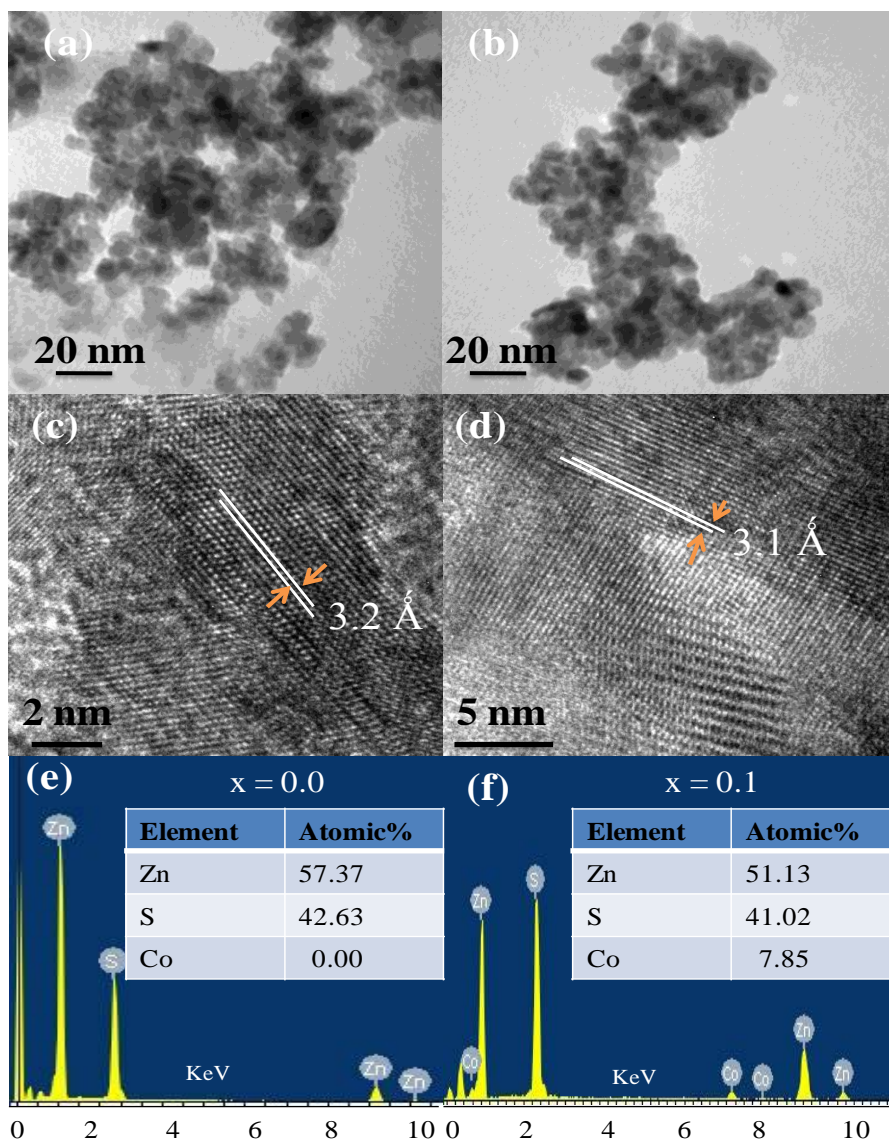 (a)
20 nm
(b)
20 nm
(c)
3.2 Ǻ
2 nm
(d)
3.1 Ǻ
5 nm
(e)
x = 0.0
Zn
S
Element Atomic%
Zn 57.37
S 42.63
Co 0.00
Zn
Zn
KeV
0 2 4 6 8 10
(f)
x = 0.1
Zn
S
Co
Element Atomic%
Zn 51.13
S 41.02
Co 7.85
Co
Co
Zn
Zn
KeV
0 2 4 6 8 10